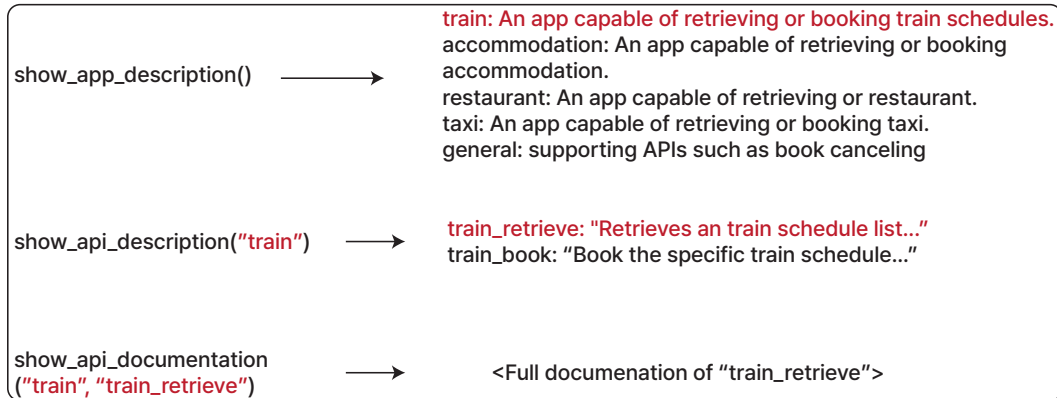 show_app_description()
train: An app capable of retrieving or booking train schedules.
accommodation: An app capable of retrieving or booking
accommodation.
restaurant: An app capable of retrieving or restaurant.
taxi: An app capable of retrieving or booking taxi.
general: supporting APIs such as book canceling
show_api_description("train")
train_retrieve: "Retrieves an train schedule list..."
train_book: “Book the specific train schedule...”
show_api_documentation
("train", “train_retrieve”)
<Full documenation of “train_retrieve”>